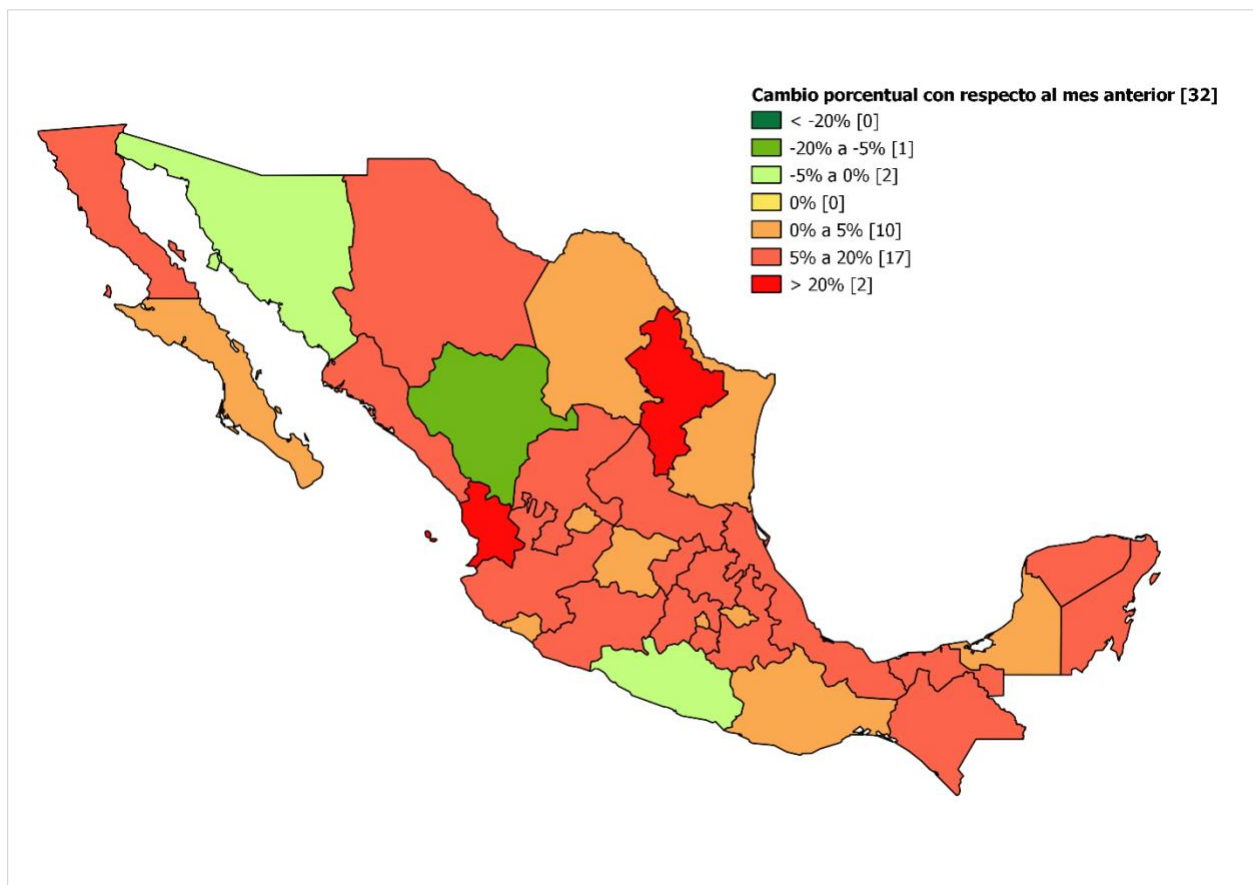 Cambio porcentual con respecto al mes anterior [32]
< -20% [0]
-20% a -5% [1]
-5% a 0% [2]
0% [0]
0% a 5% [10]
5% a 20% [17]
> 20% [2]